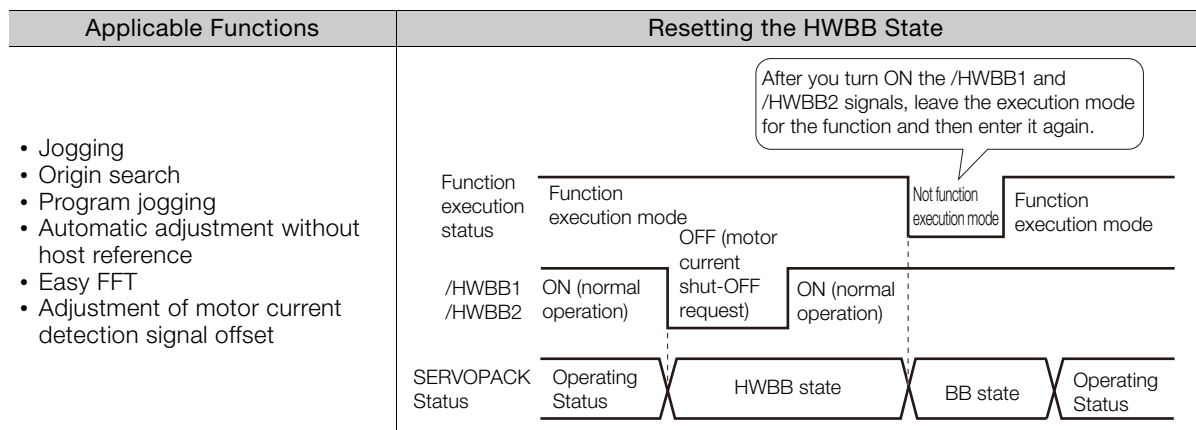 Applicable Functions
Resetting the HWBB State
• Jogging
• Origin search
• Program jogging
• Automatic adjustment without
host reference
• Easy FFT
• Adjustment of motor current
detection signal offset
After you turn ON the /HWBB1 and
/HWBB2 signals, leave the execution mode
for the function and then enter it again.
Function
execution
status
Function
execution mode
Not function
execution mode
Function
execution mode
/HWBB1
/HWBB2
ON (normal
operation)
OFF (motor
current
shut-OFF
request)
ON (normal
operation)
SERVOPACK
Status
Operating
Status
HWBB state
BB state
Operating
Status